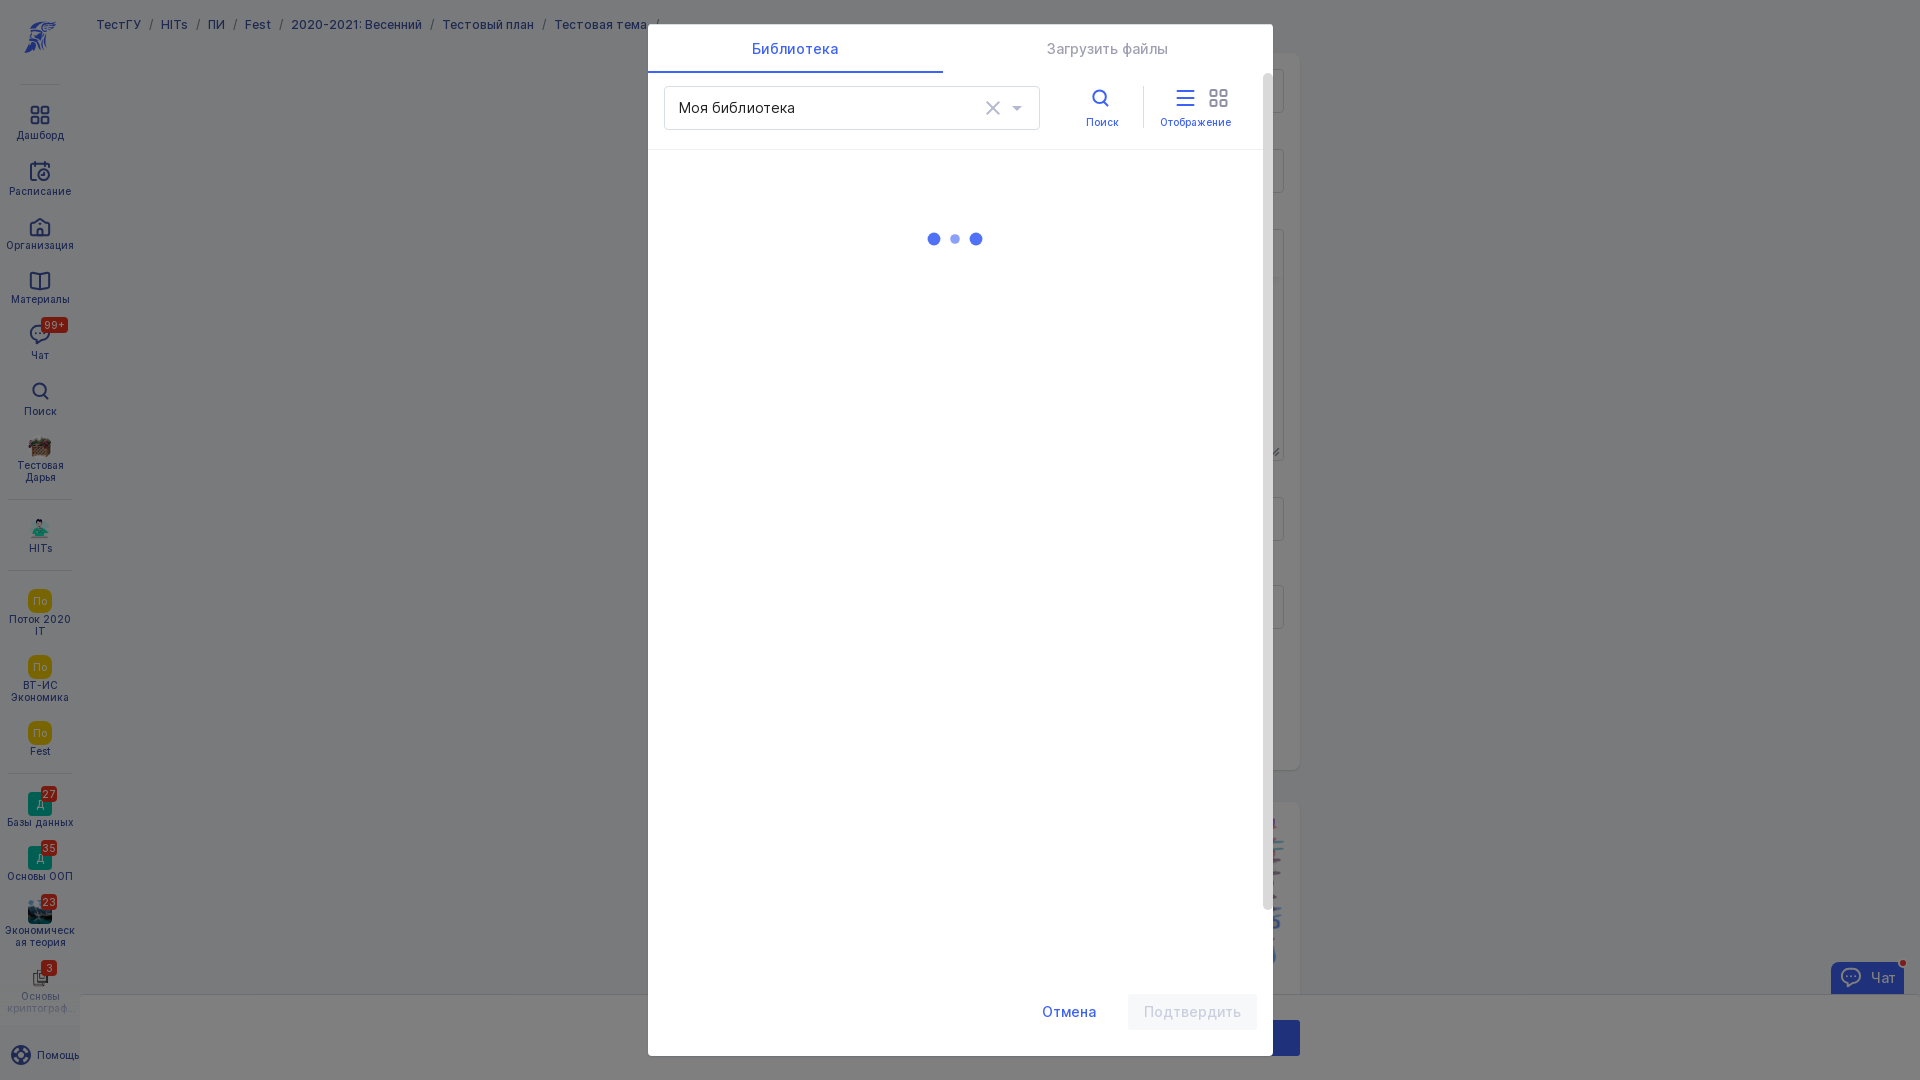 ТестГУ / HITs / ПИ / Fest / 2020-2021: Весенний / Тестовый план / Тестовая тема /
Дашборд
Расписание
Организация
Материалы
99+
Чат
Поиск
Тестовая
Дарья
HITs
По
Поток 2020
IT
По
ВТ-ИС
Экономика
По
Fest
27
Д
Базы данных
35
Д
Основы ООП
23
Экономическ
ая теория
3
Основы
криптограф...
Помощь
Библиотека
Загрузить файлы
Моя библиотека
Поиск
Отображение
Отмена
Подтвердить
Чат